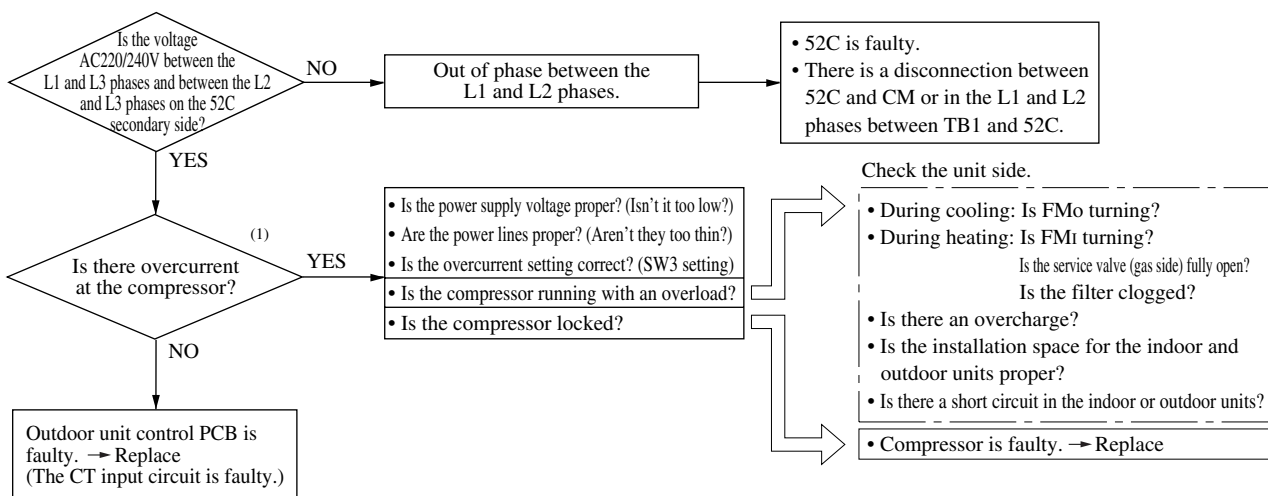 Is the voltage
AC220/240V between the
L1 and L3 phases and between the L2
and L3 phases on the 52C
secondary side?
NO
Out of phase between the
L1 and L2 phases.
• 52C is faulty.
• There is a disconnection between
52C and CM or in the L1 and L2
phases between TB1 and 52C.
YES
(1)
Is there overcurrent
at the compressor?
YES
• Is the power supply voltage proper? (Isn't it too low?)
• Are the power lines proper? (Aren't they too thin?)
• Is the overcurrent setting correct? (SW3 setting)
• Is the compressor running with an overload?
• Is the compressor locked?
Check the unit side.
• During cooling: Is FMO turning?
• During heating: Is FMI turning?
Is the service valve (gas side) fully open?
Is the filter clogged?
• Is there an overcharge?
• Is the installation space for the indoor and
outdoor units proper?
• Is there a short circuit in the indoor or outdoor units?
• Compressor is faulty. → Replace
NO
Outdoor unit control PCB is
faulty. → Replace
(The CT input circuit is faulty.)